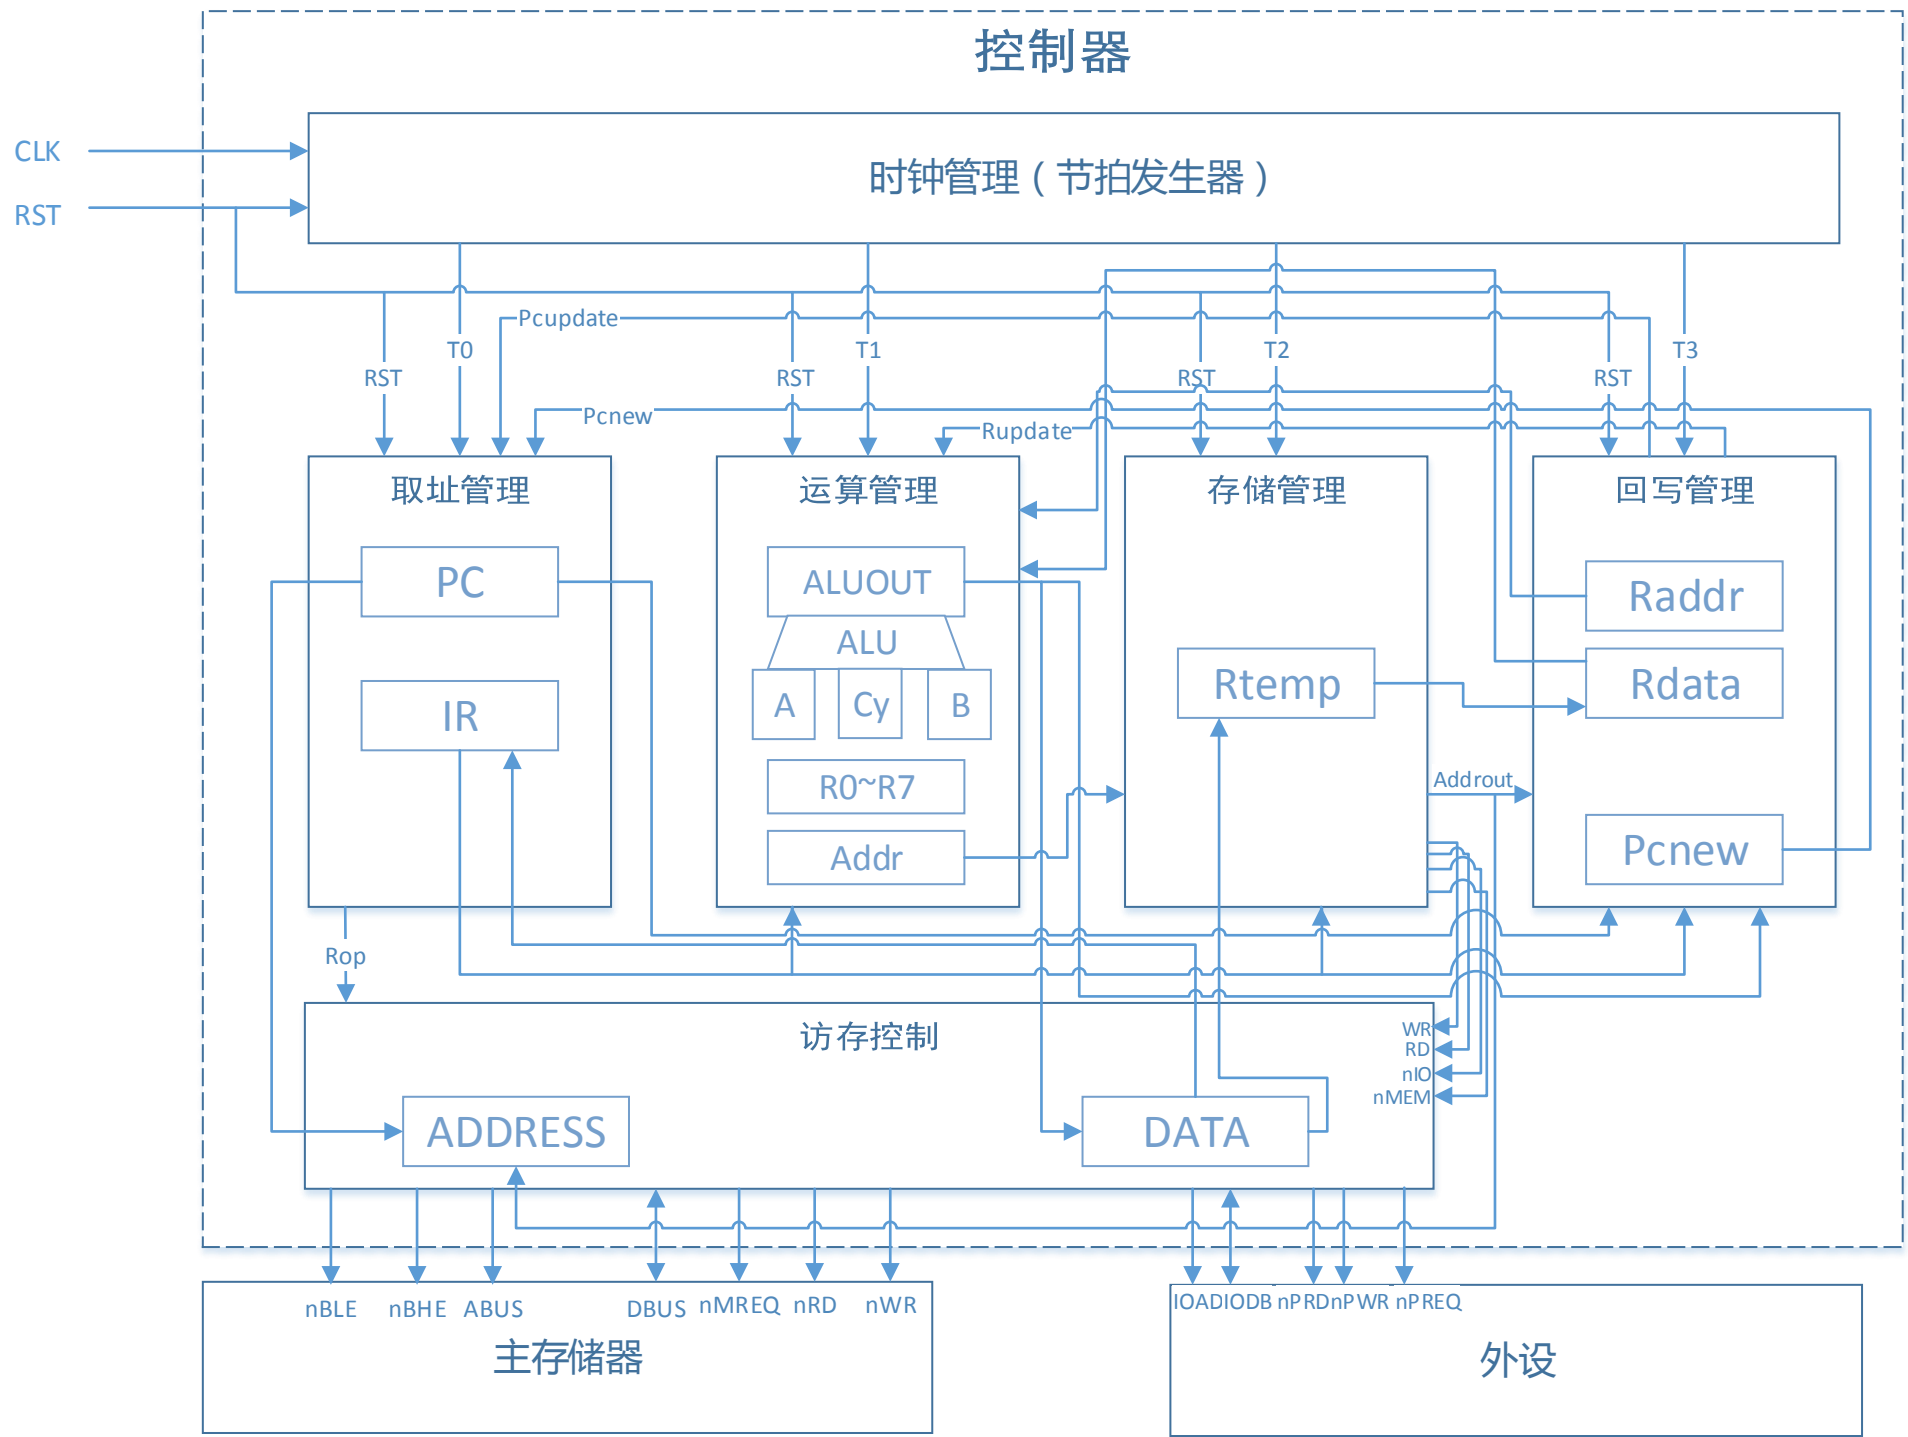 控制器
CLK
时钟管理（节拍发生器）
RST
Pcupdate
T0
T1
T2
T3
RST
RST
RST
RST
Pcnew
Rupdate
取址管理
运算管理
存储管理
回写管理
PC
ALUOUT
Raddr
ALU
Rtemp
Rdata
IR
A
Cy
B
R0~R7
Addrout
Addr
Pcnew
Rop
访存控制
WR
RD
nIO
nMEM
ADDRESS
DATA
nBLE
nBHE
ABUS
DBUS
nMREQ
nRD
nWR
IOAD
IODB
nPRD
nPWR
nPREQ
主存储器
外设